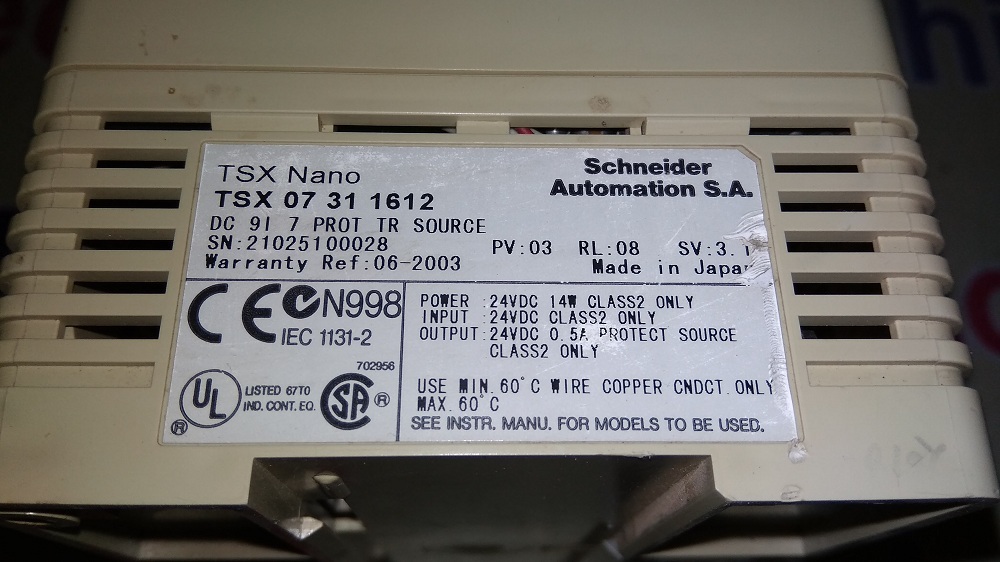 TSX Nano
Schneider
Automation S.A.
TSX 07 31 1612
DC 9I 7 PROT TR SOURCE
SN:21025100028 PV:03 RL:08 SV:3.1
Warranty Ref:06-2003 Made in Japan
CE N998
IEC 1131-2
702956
UL LISTED 67T0
IND. CONT. EQ.
SA ®
®
POWER :24VDC 14W CLASS2 ONLY
INPUT :24VDC CLASS2 ONLY
OUTPUT:24VDC 0.5A PROTECT SOURCE
CLASS2 ONLY
USE MIN.60°C WIRE COPPER CNDCT.ONLY
MAX.60°C
SEE INSTR. MANU. FOR MODELS TO BE USED.